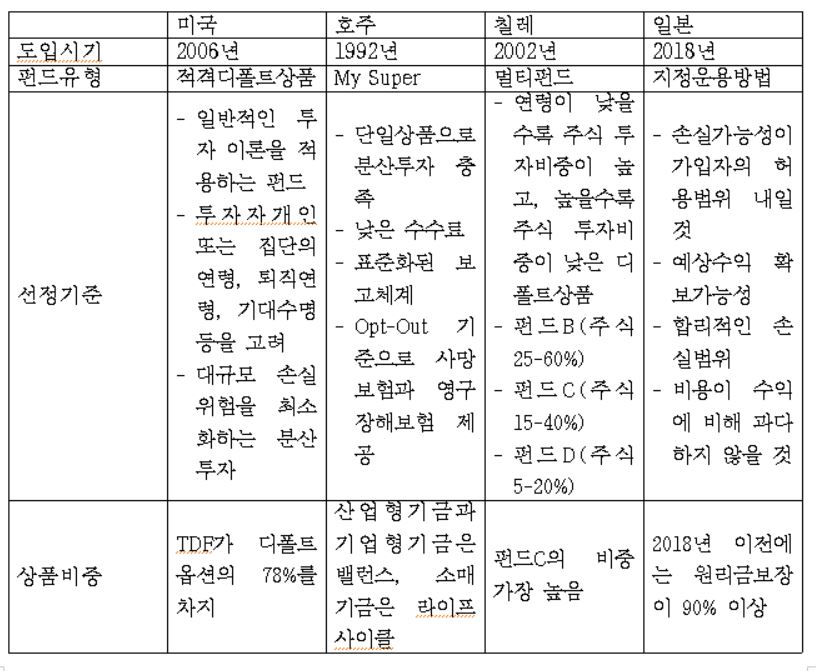 미국 호주 칠레 일본
도입시기 2006년 1992년 2002년 2018년
펀드유형 적격디폴트상품 My Super 멀티펀드 지정운용방법
선정기준
- 일반적인 투
자 이론을 적
용하는 펀드
- 투자자개인
또는 집단의
연령, 퇴직연
령, 기대수명
등을 고려
- 대규모 손실
위험을 최소
화하는 분산
투자
- 단일상품으로
분산투자 충
족
- 낮은 수수료
- 표준화된 보
고체계
- Opt-Out 기
준으로 사망
보험과 영구
장해보험 제
공
- 연령이 낮을
수록 주식 투
자비중이 높
고, 높을수록
주식 투자비
중이 낮은 디
폴트상품
- 펀드B(주식
25-60%)
- 펀드C(주식
15-40%)
- 펀드D(주식
5-20%)
- 손실가능성이
가입자의 허
용범위 내일
것
- 예상수익 확
보가능성
- 합리적인 손
실범위
- 비용이 수익
에 비해 과다
하지 않을 것
상품비중
TDF가 디폴트
옵션의 78%를
차지
산업형기금과
기업형기금은
밸런스, 소매
기금은 라이프
사이클
펀드C의 비중
가장 높음
2018년 이전에
는 원리금보장
이 90% 이상